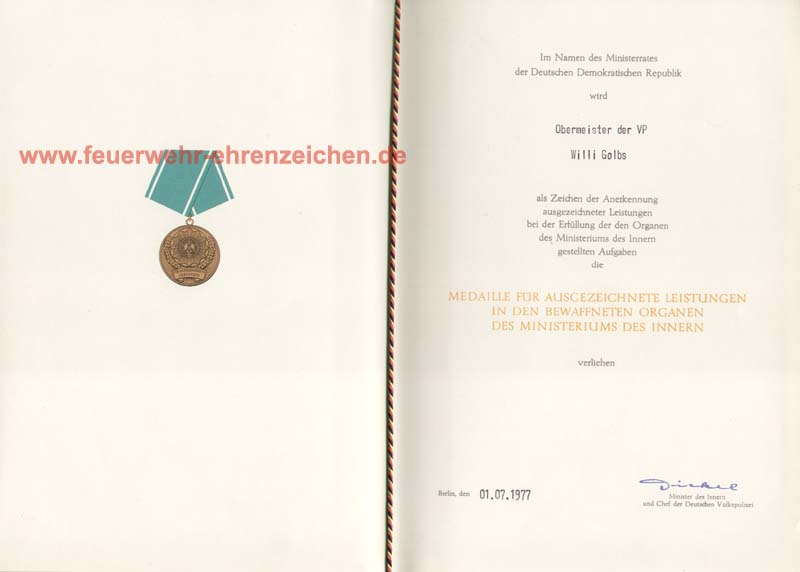 www.feuerwehr-ehrenzeichen.de
Im Namen des Ministerrates
der Deutschen Demokratischen Republik
wird
Obermeister der VP
Willi Golbs
als Zeichen der Anerkennung
ausgezeichneter Leistungen
bei der Erfüllung der den Organen
des Ministeriums des Innern
gestellten Aufgaben
die
MEDAILLE FÜR AUSGEZEICHNETE LEISTUNGEN
IN DEN BEWAFFNETEN ORGANEN
DES MINISTERIUMS DES INNERN
verliehen
Berlin, den 01.07.1977
Dickel
Minister des Innern
und Chef der Deutschen Volkspolizei